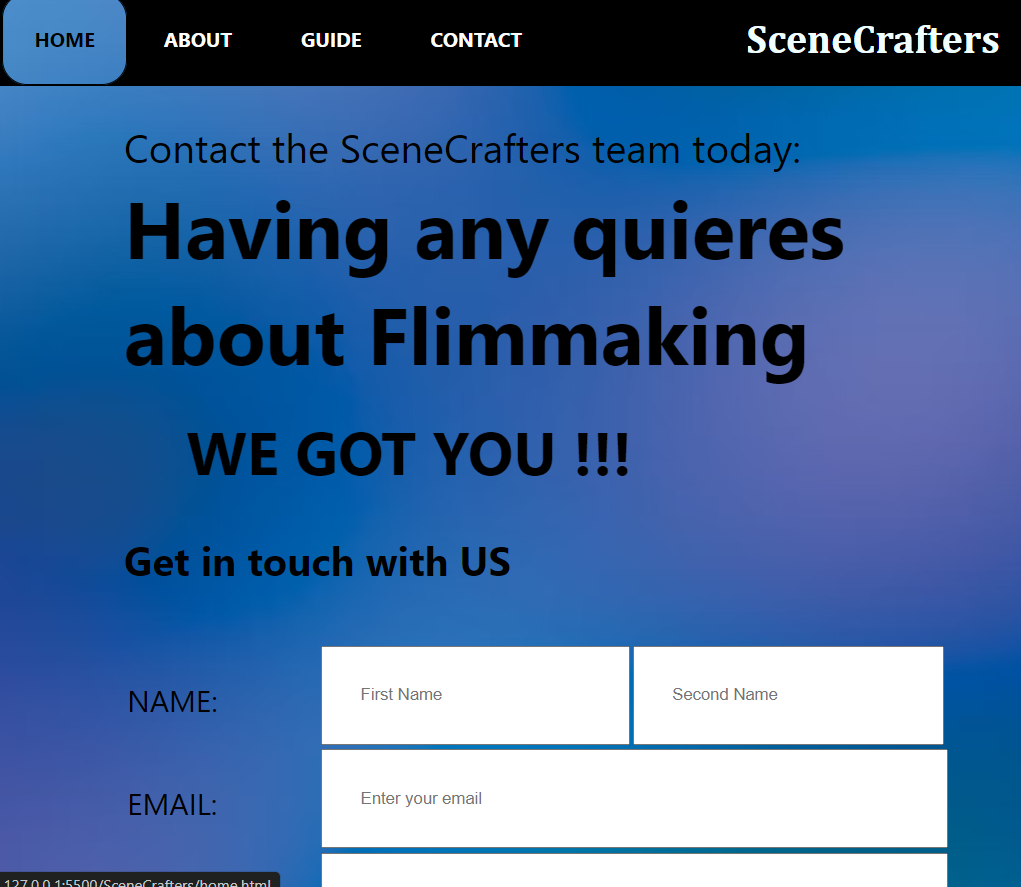 HOME ABOUT GUIDE CONTACT SceneCrafters
Contact the SceneCrafters team today:
Having any quieres
about Flimmaking
WE GOT YOU !!!
Get in touch with US
NAME: First Name Second Name
EMAIL: Enter your email
127.0.0.1:5500/SceneCrafters/home.html